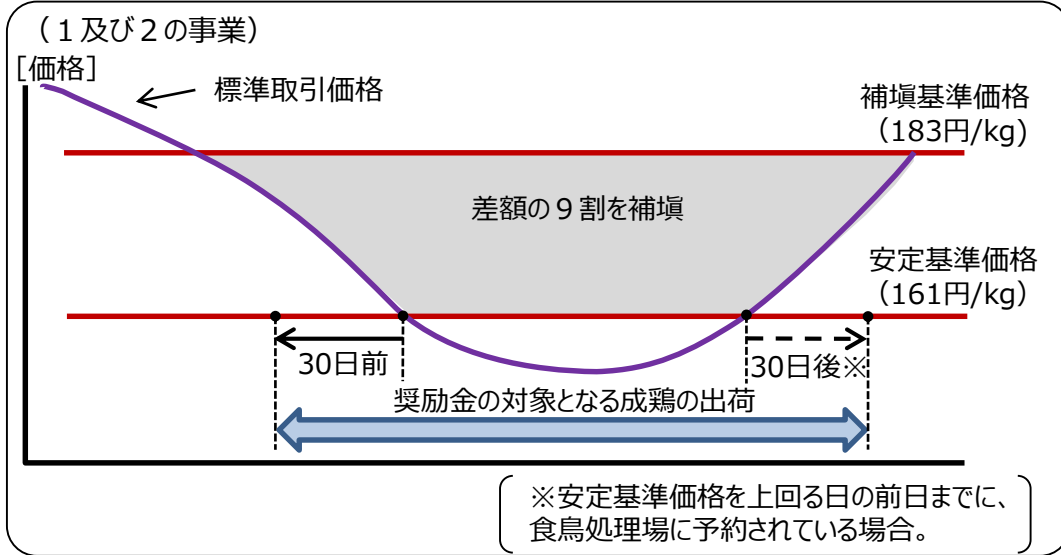 （１及び２の事業）
［価格］
標準取引価格
補塡基準価格
（183円/kg）
差額の９割を補塡
安定基準価格
（161円/kg）
30日前
30日後※
奨励金の対象となる成鶏の出荷
※安定基準価格を上回る日の前日までに、
食鳥処理場に予約されている場合。